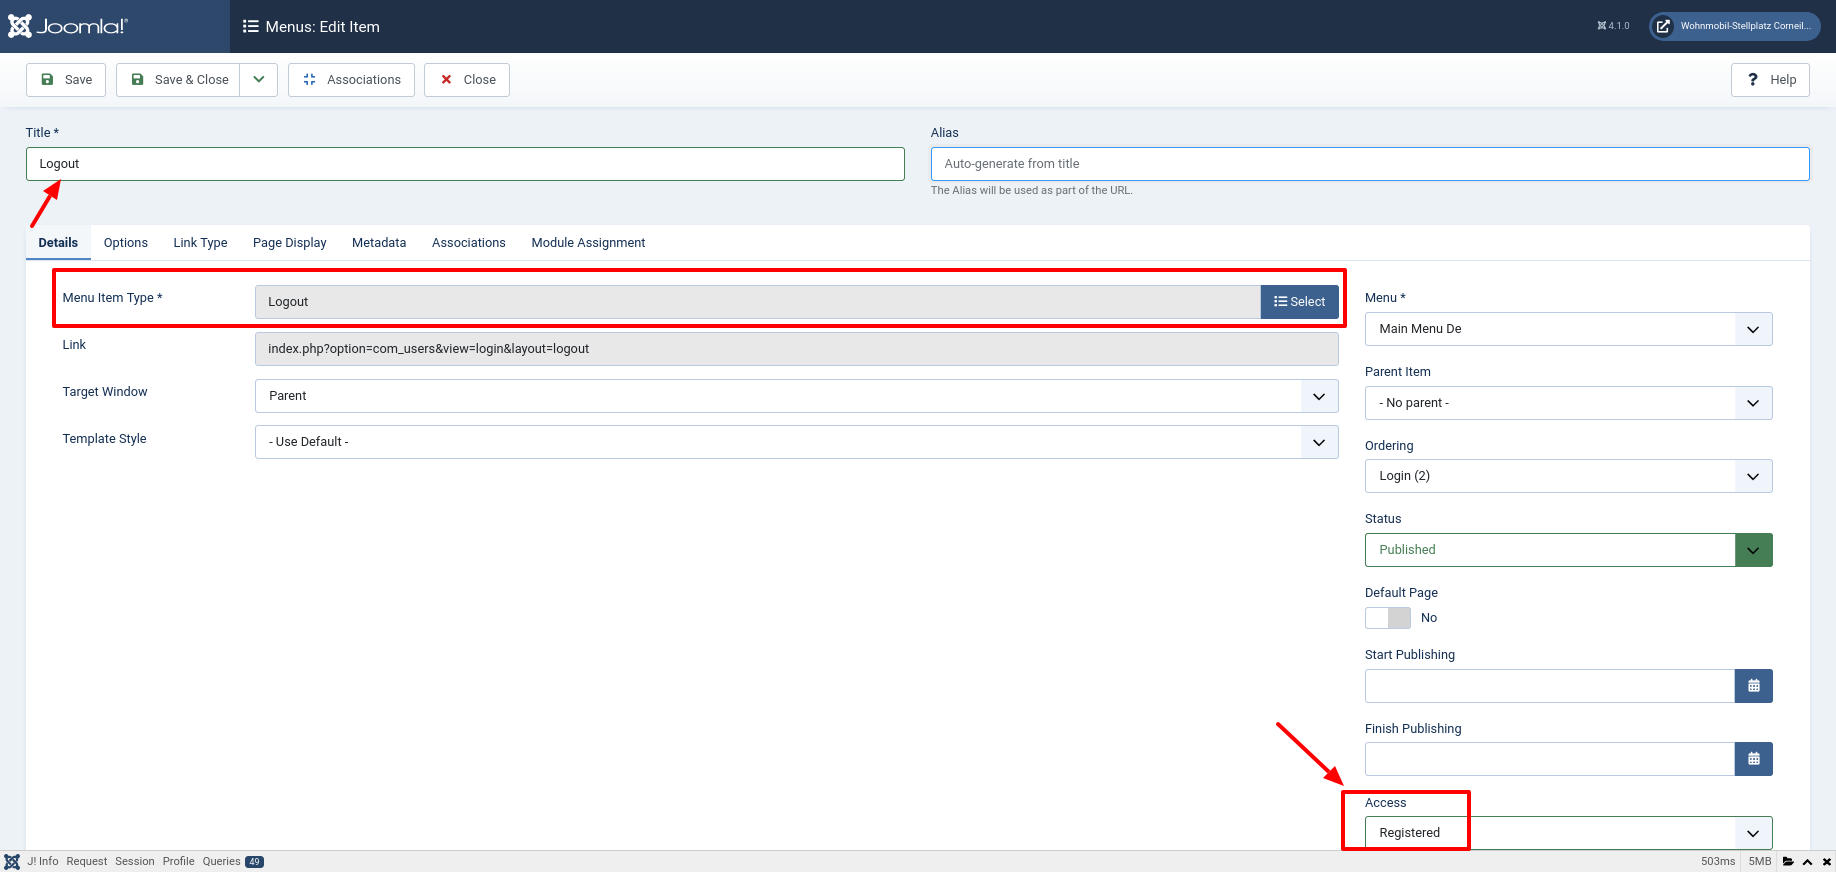 Joomla!
Menus: Edit Item
4.1.0
Wohnmobil-Stellplatz Corneil...
Save
Save & Close
Associations
Close
? Help
Title *
Logout
Alias
Auto-generate from title
The Alias will be used as part of the URL.
Details Options Link Type Page Display Metadata Associations Module Assignment
Menu Item Type *
Logout
Select
Link
index.php?option=com_users&view=login&layout=logout
Target Window
Parent
Template Style
- Use Default -
Menu *
Main Menu De
Parent Item
- No parent -
Ordering
Login (2)
Status
Published
Default Page
No
Start Publishing
Finish Publishing
Access
Registered
J! Info Request Session Profile Queries 49
503ms 5MB